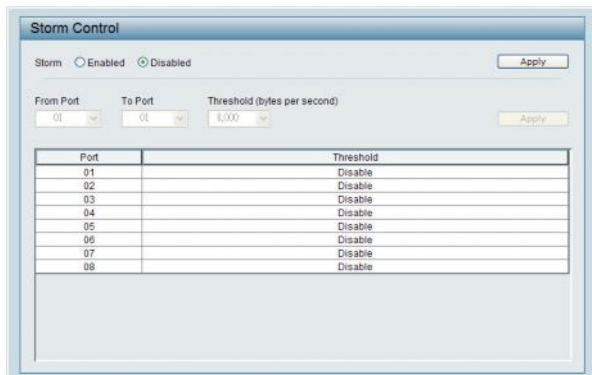 Storm Control
Storm Enabled Disabled Apply
From Port To Port Threshold (bytes per second)
01 01 8,000 Apply
Port Threshold
01 Disable
02 Disable
03 Disable
04 Disable
05 Disable
06 Disable
07 Disable
08 Disable